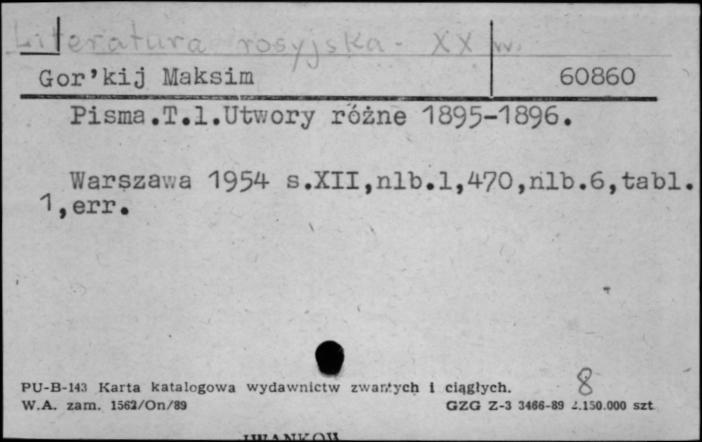 Literatura rosyjska - XX w.
Gor'kij Maksim 60860
Pisma.T.1.Utwory różne 1895-1896.
Warszawa 1954 s.XII,nlb.1,470,nlb.6,tabl.
1,err.
8
PU-B-143 Karta katalogowa wydawnictw zwartych i ciągłych.
W.A. zam. 1562/On/89 GZG Z-3 3466-89 2.150.000 szt